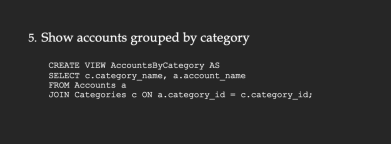 5. Show accounts grouped by category
CREATE VIEW AccountsByCategory AS
SELECT c.category_name, a.account_name
FROM Accounts a
JOIN Categories c ON a.category_id = c.category_id;